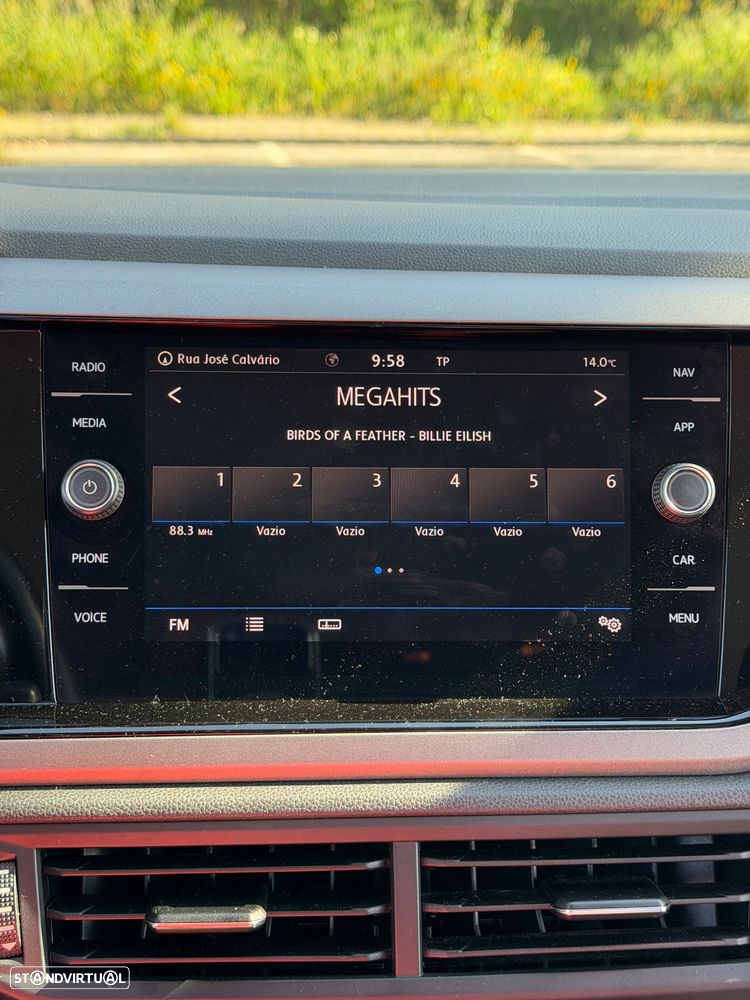 RADIO
MEDIA
PHONE
VOICE
Rua José Calvário 9:58 TP 14.0°C
< MEGAHITS >
BIRDS OF A FEATHER - BILLIE EILISH
1 2 3 4 5 6
88.3 MHz Vazio Vazio Vazio Vazio Vazio
FM
NAV
APP
CAR
MENU
STANDVIRTUAL